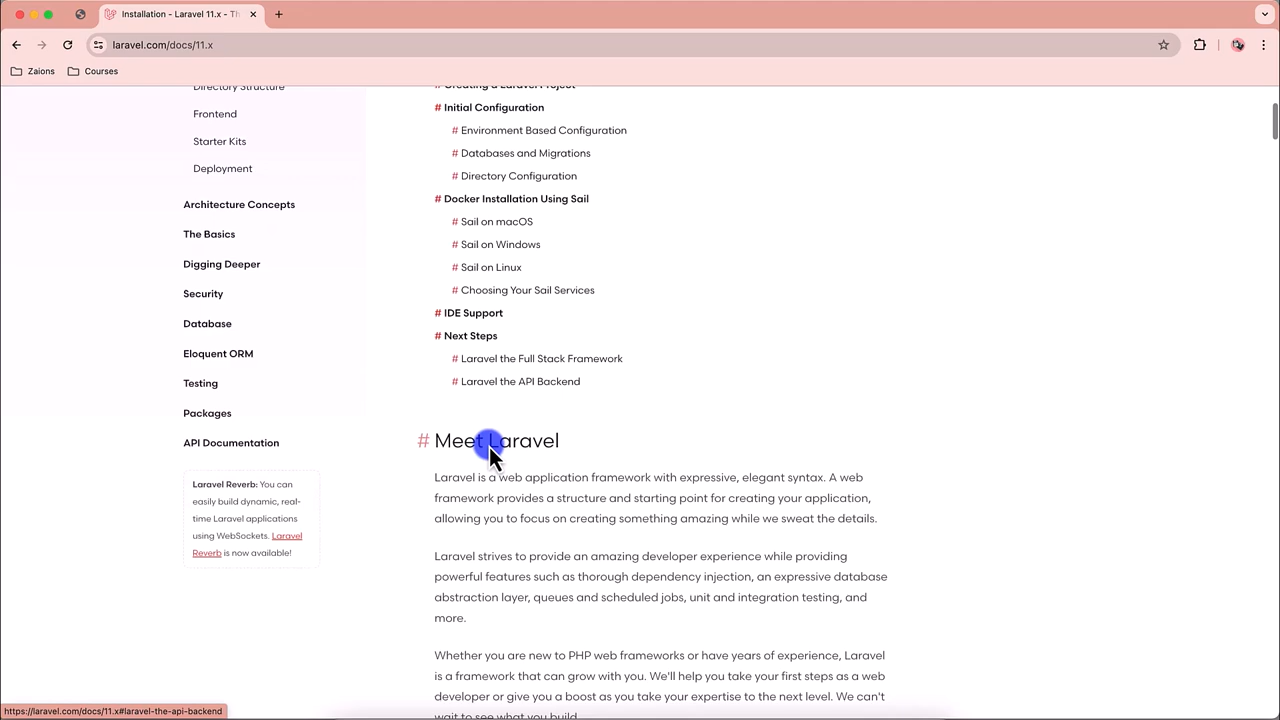 Installation - Laravel 11.x - Th
laravel.com/docs/11.x
Zaions
Courses
Directory Structure
Frontend
Starter Kits
Deployment
Architecture Concepts
The Basics
Digging Deeper
Security
Database
Eloquent ORM
Testing
Packages
API Documentation
Laravel Reverb: You can
easily build dynamic, real-
time Laravel applications
using WebSockets. Laravel
Reverb is now available!
# Creating a Laravel Project
# Initial Configuration
# Environment Based Configuration
# Databases and Migrations
# Directory Configuration
# Docker Installation Using Sail
# Sail on macOS
# Sail on Windows
# Sail on Linux
# Choosing Your Sail Services
# IDE Support
# Next Steps
# Laravel the Full Stack Framework
# Laravel the API Backend
# Meet Laravel
Laravel is a web application framework with expressive, elegant syntax. A web
framework provides a structure and starting point for creating your application,
allowing you to focus on creating something amazing while we sweat the details.
Laravel strives to provide an amazing developer experience while providing
powerful features such as thorough dependency injection, an expressive database
abstraction layer, queues and scheduled jobs, unit and integration testing, and
more.
Whether you are new to PHP web frameworks or have years of experience, Laravel
is a framework that can grow with you. We'll help you take your first steps as a web
developer or give you a boost as you take your expertise to the next level. We can't
wait to see what you build.
https://laravel.com/docs/11.x#laravel-the-api-backend